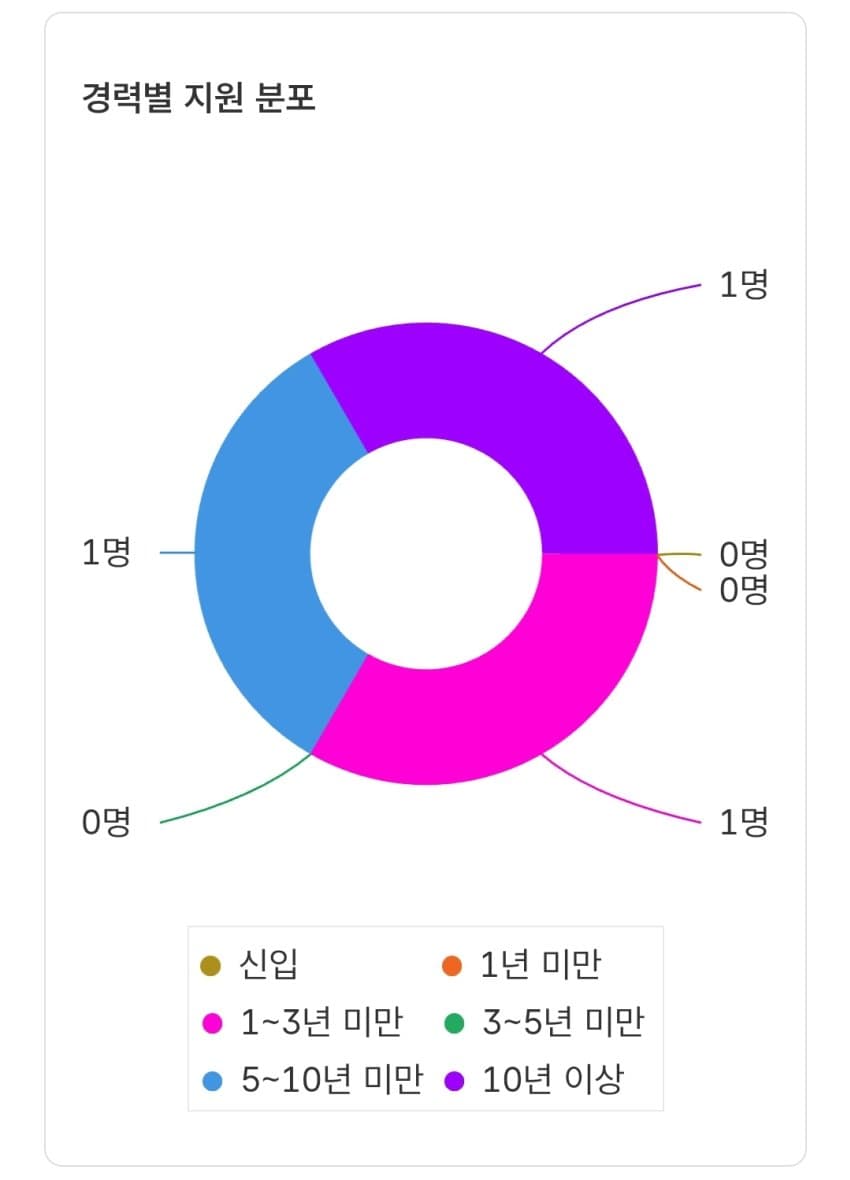 경력별 지원 분포
1명
1명
0명
0명
0명
1명
신입
1년 미만
1~3년 미만
3~5년 미만
5~10년 미만
10년 이상